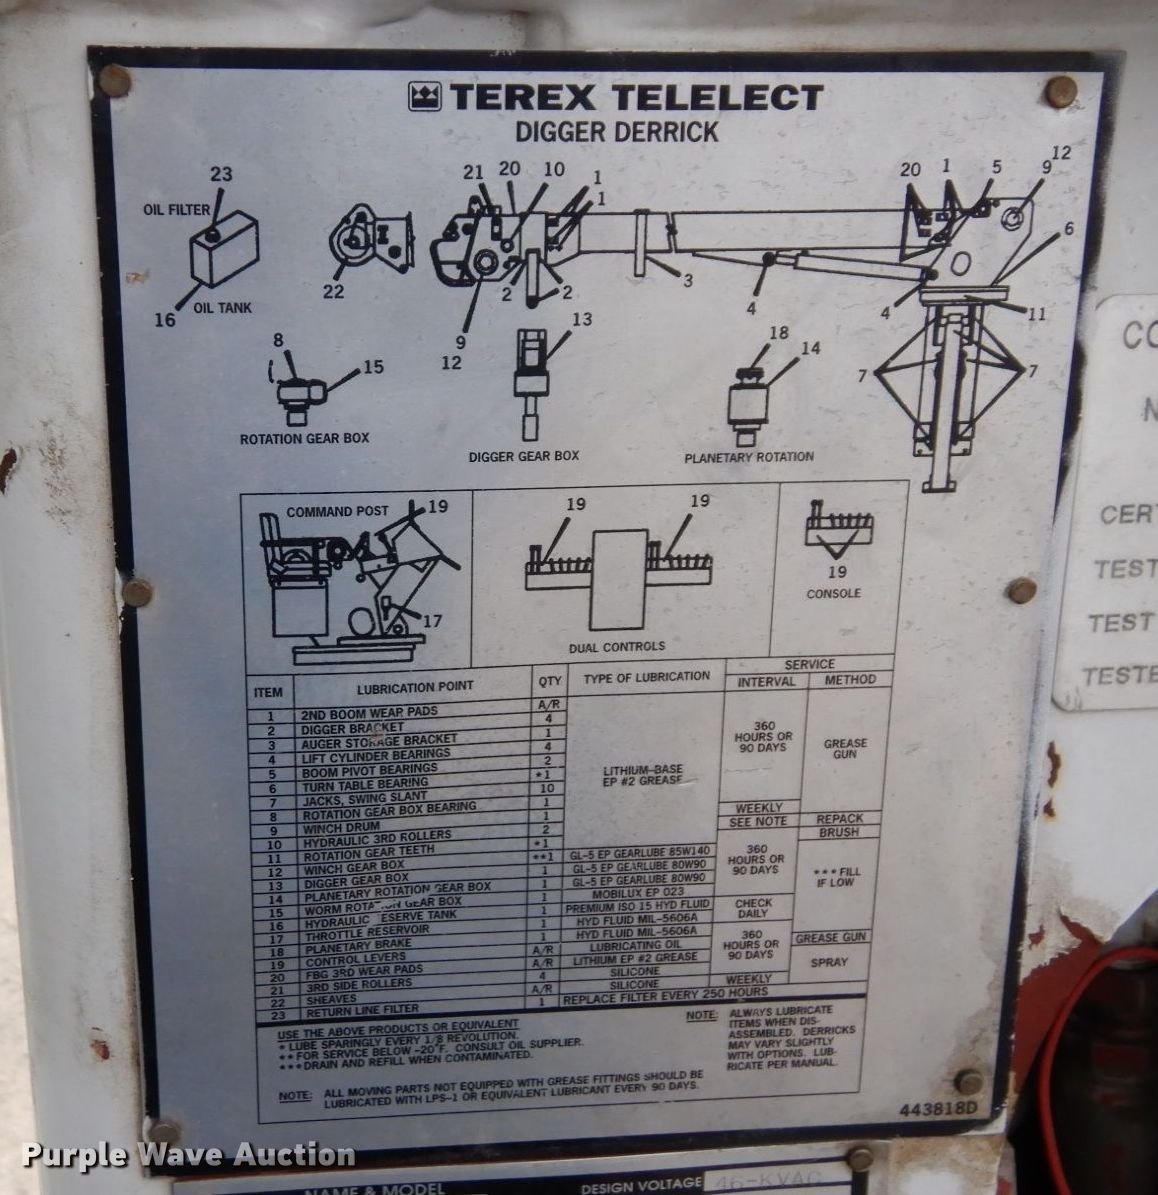 TEREX TELELECT
DIGGER DERRICK
23
OIL FILTER
16
OIL TANK
22
21 20 10 1
1
2 2
9
12
3
4
20 1 5 9 12
6
4
11
7 7
8
15
ROTATION GEAR BOX
13
DIGGER GEAR BOX
18
14
PLANETARY ROTATION
COMMAND POST
19
17
19 19
DUAL CONTROLS
19
CONSOLE
SERVICE
ITEM LUBRICATION POINT QTY TYPE OF LUBRICATION INTERVAL METHOD
1 2ND BOOM WEAR PADS A/R
2 DIGGER BRACKET 4
3 AUGER STORAGE BRACKET 1
4 LIFT CYLINDER BEARINGS 4
5 BOOM PIVOT BEARINGS 2
6 TURN TABLE BEARING *1
7 JACKS, SWING SLANT 10
8 ROTATION GEAR BOX BEARING 1
9 WINCH DRUM 1
10 HYDRAULIC 3RD ROLLERS 2
11 ROTATION GEAR TEETH *1
LITHIUM-BASE
EP #2 GREASE
360
HOURS OR
90 DAYS
GREASE
GUN
WEEKLY
SEE NOTE REPACK
BRUSH
12 WINCH GEAR BOX **1 GL-5 EP GEARLUBE 85W140
13 DIGGER GEAR BOX 1 GL-5 EP GEARLUBE 80W90
14 PLANETARY ROTATION GEAR BOX 1 GL-5 EP GEARLUBE 80W90
15 WORM ROTATION GEAR BOX 1 MOBILUX EP 023
16 HYDRAULIC RESERVE TANK 1 PREMIUM ISO 15 HYD FLUID
17 THROTTLE RESERVOIR 1 HYD FLUID MIL-5606A
18 PLANETARY BRAKE 1 HYD FLUID MIL-5606A
19 CONTROL LEVERS A/R LUBRICATING OIL
20 FBG 3RD WEAR PADS A/R LITHIUM EP #2 GREASE
21 3RD SIDE ROLLERS 4 SILICONE
22 SHEAVES A/R SILICONE
23 RETURN LINE FILTER 1 REPLACE FILTER EVERY 250 HOURS
360
HOURS OR
90 DAYS
***FILL
IF LOW
CHECK
DAILY
360
HOURS OR
90 DAYS
GREASE GUN
SPRAY
WEEKLY
USE THE ABOVE PRODUCTS OR EQUIVALENT
* LUBE SPARINGLY EVERY 1/8 REVOLUTION.
**FOR SERVICE BELOW -20°F. CONSULT OIL SUPPLIER.
***DRAIN AND REFILL WHEN CONTAMINATED.
NOTE: ALWAYS LUBRICATE
ITEMS WHEN DIS-
ASSEMBLED. DERRICKS
MAY VARY SLIGHTLY
WITH OPTIONS. LUB-
RICATE PER MANUAL.
NOTE: ALL MOVING PARTS NOT EQUIPPED WITH GREASE FITTINGS SHOULD BE
LUBRICATED WITH LPS-1 OR EQUIVALENT LUBRICANT EVERY 90 DAYS.
443818D
CO
N
CERT
TEST
TEST
TESTE
Purple Wave Auction
NAME & MODEL
DESIGN VOLTAGE 46-KVAC